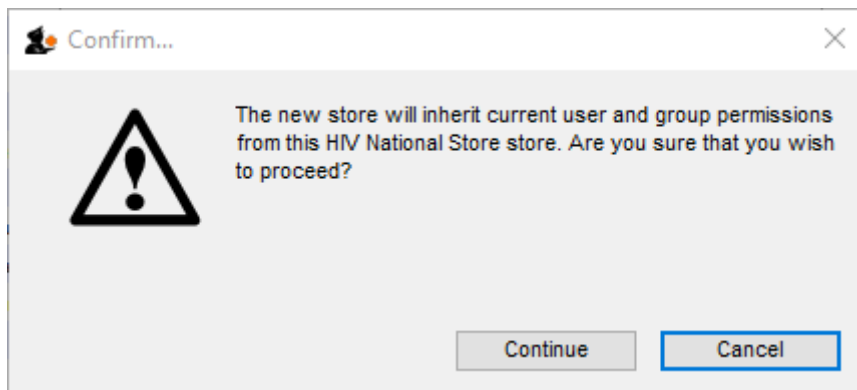 Confirm...
The new store will inherit current user and group permissions
from this HIV National Store store. Are you sure that you wish
to proceed?
Continue
Cancel